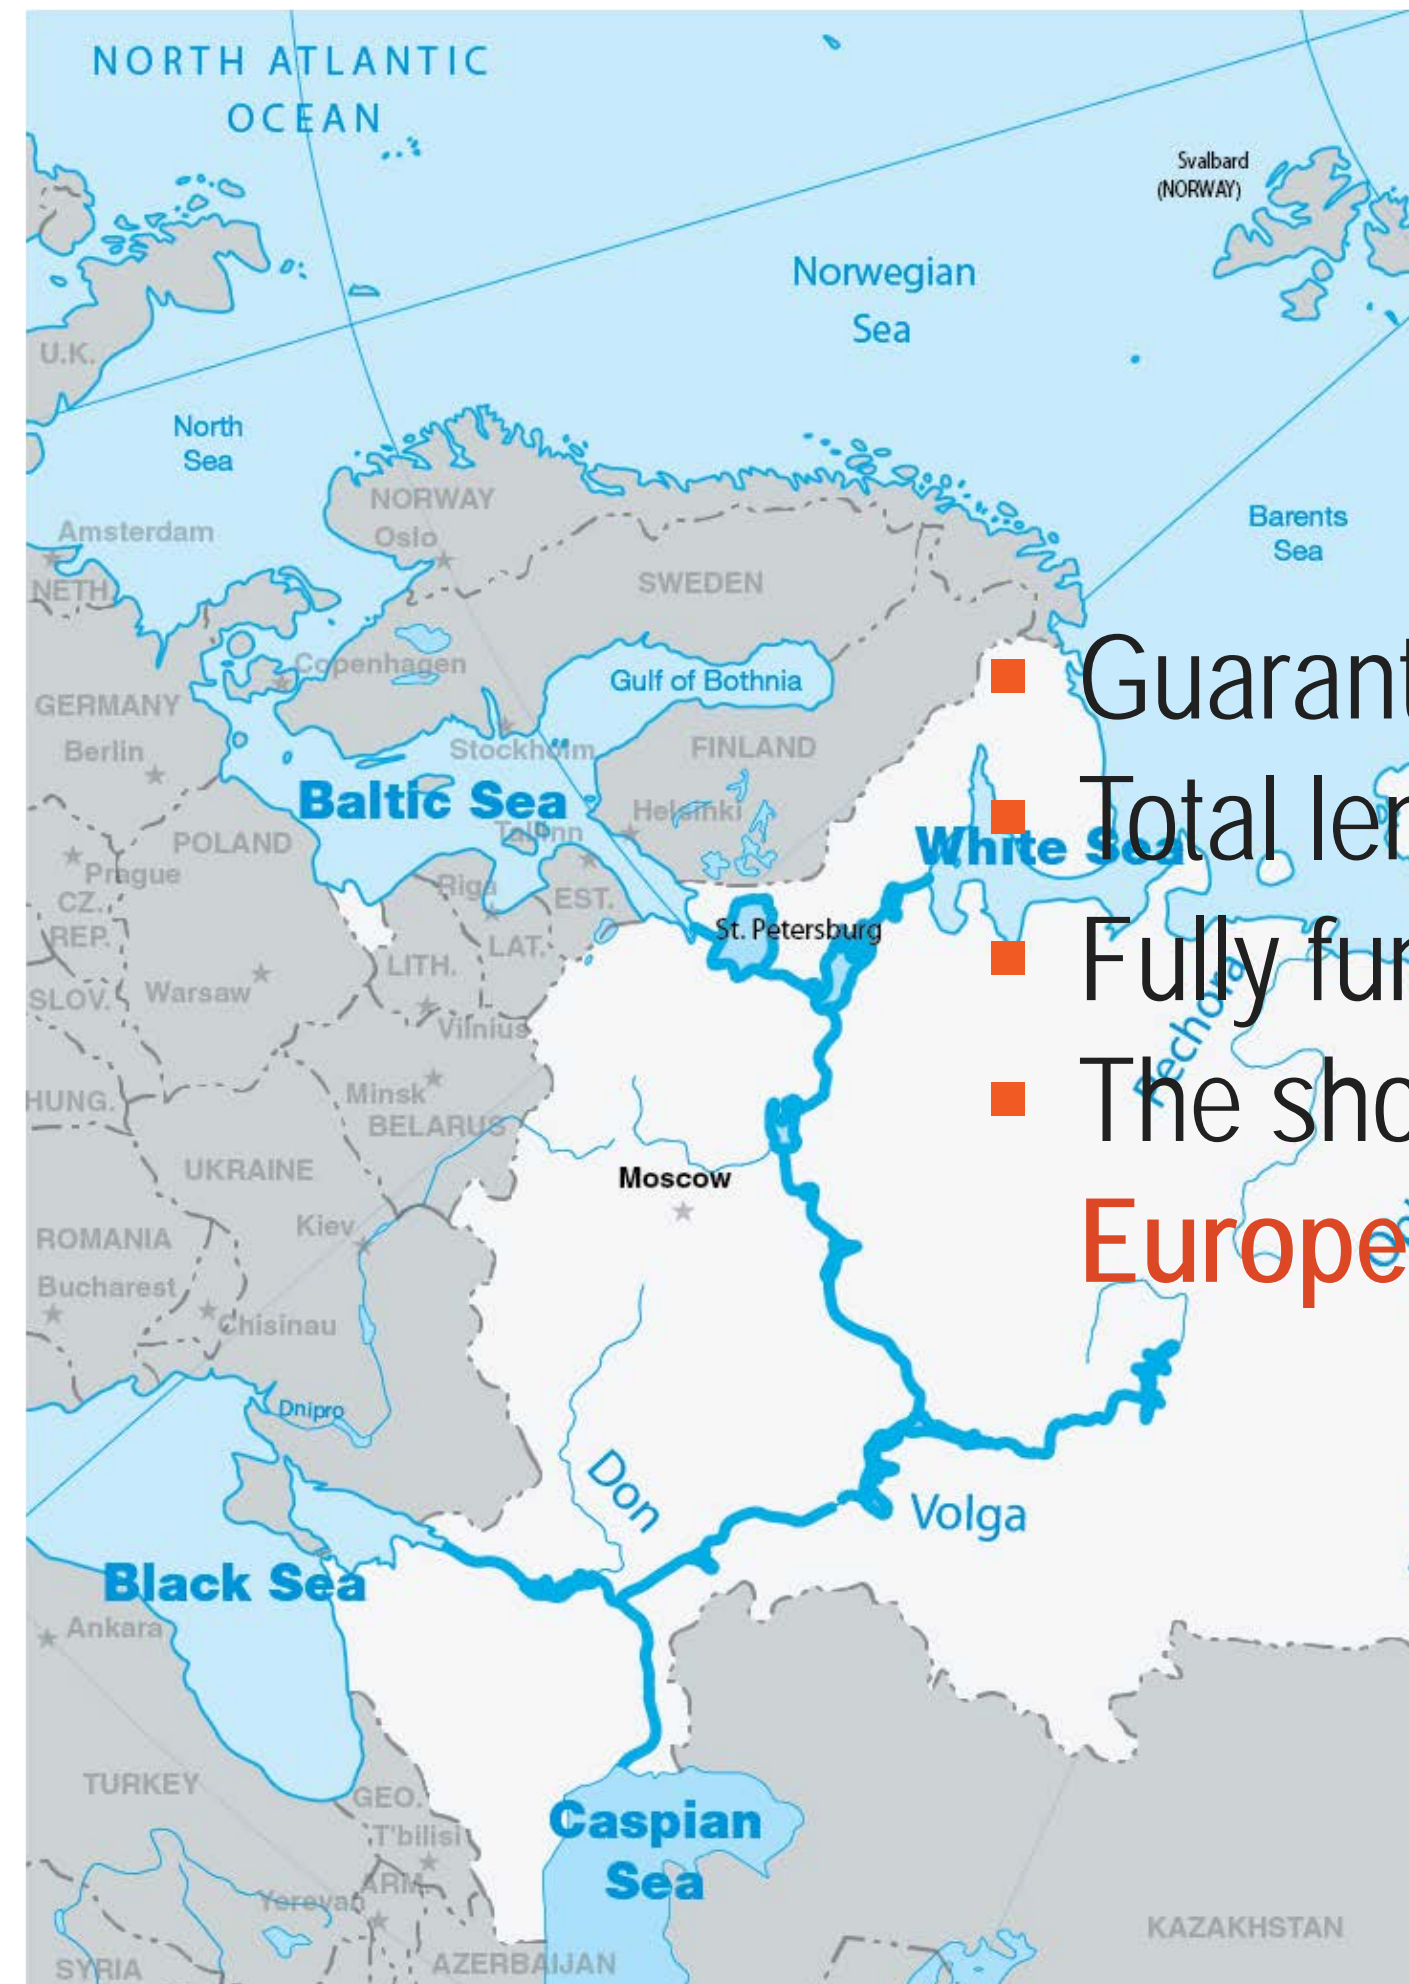 NORTH ATLANTIC
OCEAN
Svalbard
(NORWAY)
Norwegian
Sea
U.K.
North
Sea
NORWAY
Barents
Sea
Amsterdam
Oslo
NETH.
SWEDEN
Copenhagen
Gulf of Bothnia
GERMANY
Stockholm
FINLAND
Berlin
Baltic Sea
Helsinki
Tallinn
POLAND
White Sea
Prague
Riga
EST.
CZ.
REP.
St. Petersburg
LAT.
LITH.
SLOV.
Warsaw
Vilnius
Pechora
HUNG.
Minsk
BELARUS
UKRAINE
Moscow
Kiev
ROMANIA
Bucharest
Chisinau
Dnipro
Don
Volga
Black Sea
Ankara
TURKEY
GEO.
T'bilisi
Caspian
Sea
ARM.
Yerevan
KAZAKHSTAN
AZERBAIJAN
SYRIA
Guarant
Total ler
Fully fur
The sho
Europe